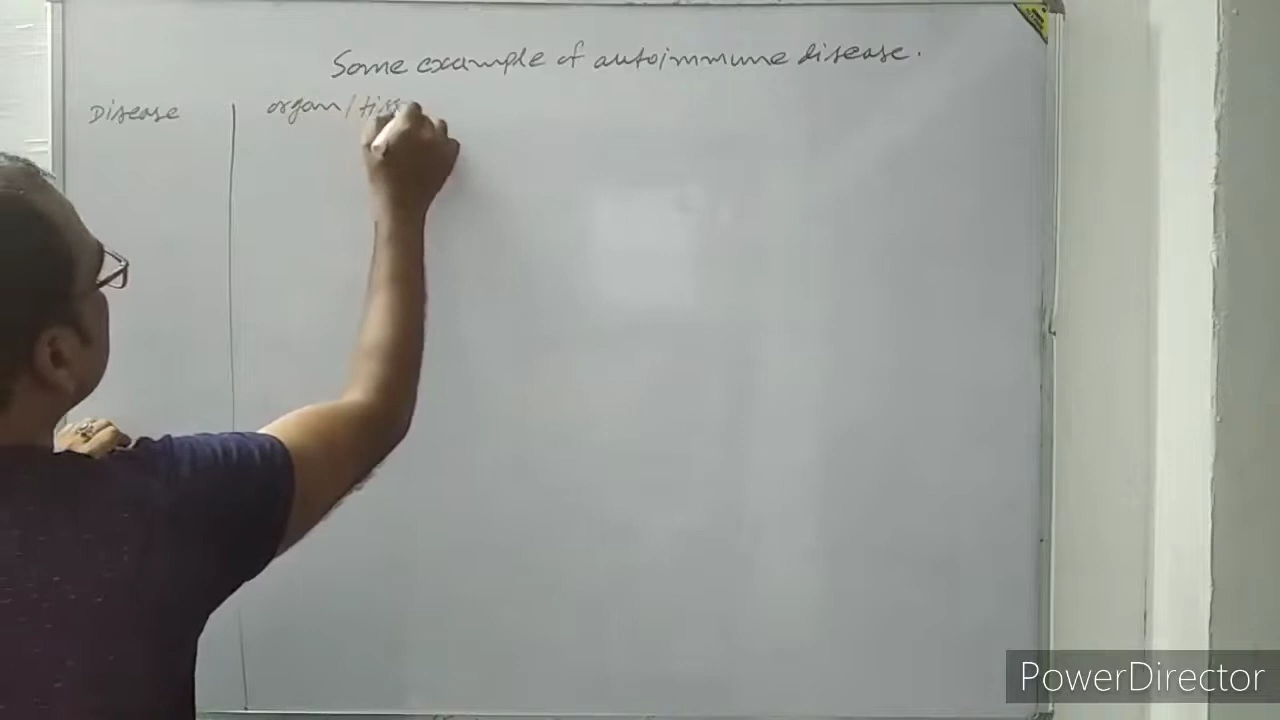 Some example of autoimmune disease.
Disease organ/tiss
PowerDirector